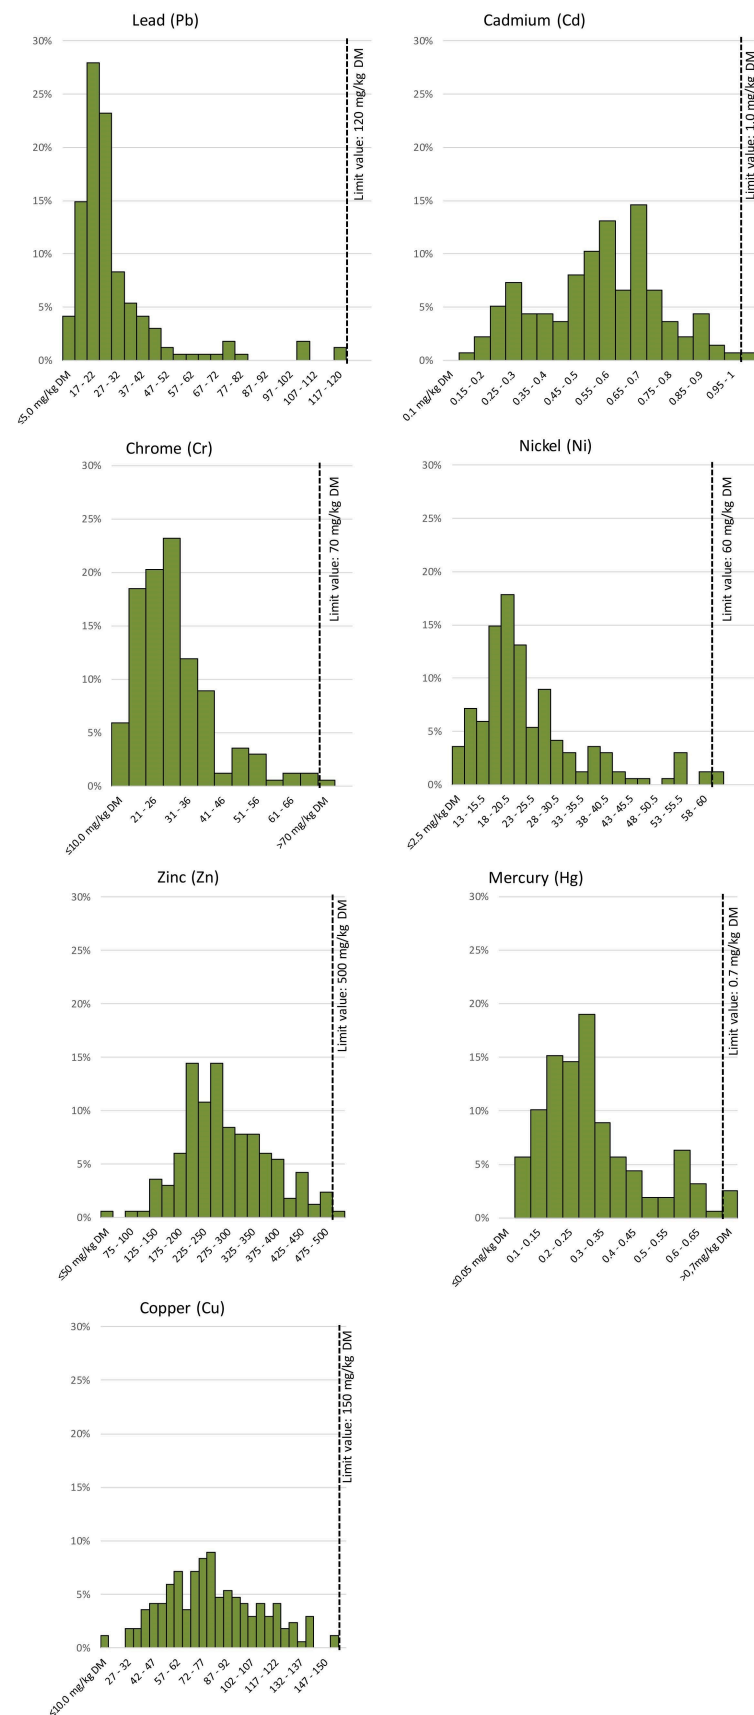 Lead (Pb)
30%
25%
20%
15%
10%
5%
0%
Limit value: 120 mg/kg DM
≤5.0 mg/kg DM
17 - 22
27 - 32
37 - 42
47 - 52
57 - 62
67 - 72
77 - 82
87 - 92
97 - 102
107 - 112
117 - 120
Cadmium (Cd)
30%
25%
20%
15%
10%
5%
0%
Limit value: 1.0 mg/kg DM
0.1 mg/kg DM
0.15 - 0.2
0.25 - 0.3
0.35 - 0.4
0.45 - 0.5
0.55 - 0.6
0.65 - 0.7
0.75 - 0.8
0.85 - 0.9
0.95 - 1
Chrome (Cr)
30%
25%
20%
15%
10%
5%
0%
Limit value: 70 mg/kg DM
≤10.0 mg/kg DM
21 - 26
31 - 36
41 - 46
51 - 56
61 - 66
>70 mg/kg DM
Nickel (Ni)
30%
25%
20%
15%
10%
5%
0%
Limit value: 60 mg/kg DM
≤2.5 mg/kg DM
13 - 15.5
18 - 20.5
23 - 25.5
28 - 30.5
33 - 35.5
38 - 40.5
43 - 45.5
48 - 50.5
53 - 55.5
58 - 60
Zinc (Zn)
30%
25%
20%
15%
10%
5%
0%
Limit value: 500 mg/kg DM
≤50 mg/kg DM
75 - 100
125 - 150
175 - 200
225 - 250
275 - 300
325 - 350
375 - 400
425 - 450
475 - 500
Mercury (Hg)
30%
25%
20%
15%
10%
5%
0%
Limit value: 0.7 mg/kg DM
≤0.05 mg/kg DM
0.1 - 0.15
0.2 - 0.25
0.3 - 0.35
0.4 - 0.45
0.5 - 0.55
0.6 - 0.65
>0,7mg/kg DM
Copper (Cu)
30%
25%
20%
15%
10%
5%
0%
Limit value: 150 mg/kg DM
≤10.0 mg/kg DM
27 - 32
42 - 47
57 - 62
72 - 77
87 - 92
102 - 107
117 - 122
132 - 137
147 - 150